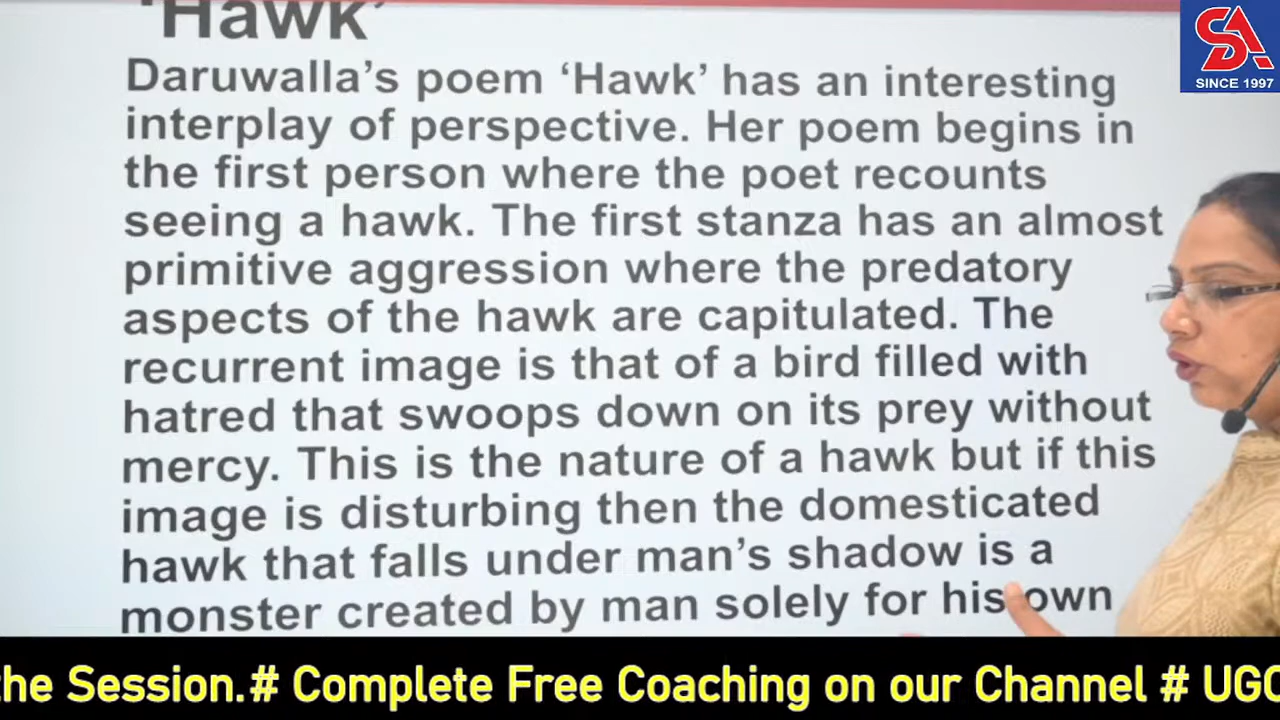 ‘Hawk’
SA
SINCE 1997
Daruwalla’s poem ‘Hawk’ has an interesting
interplay of perspective. Her poem begins in
the first person where the poet recounts
seeing a hawk. The first stanza has an almost
primitive aggression where the predatory
aspects of the hawk are capitulated. The
recurrent image is that of a bird filled with
hatred that swoops down on its prey without
mercy. This is the nature of a hawk but if this
image is disturbing then the domesticated
hawk that falls under man’s shadow is a
monster created by man solely for his own
the Session.# Complete Free Coaching on our Channel # UGC